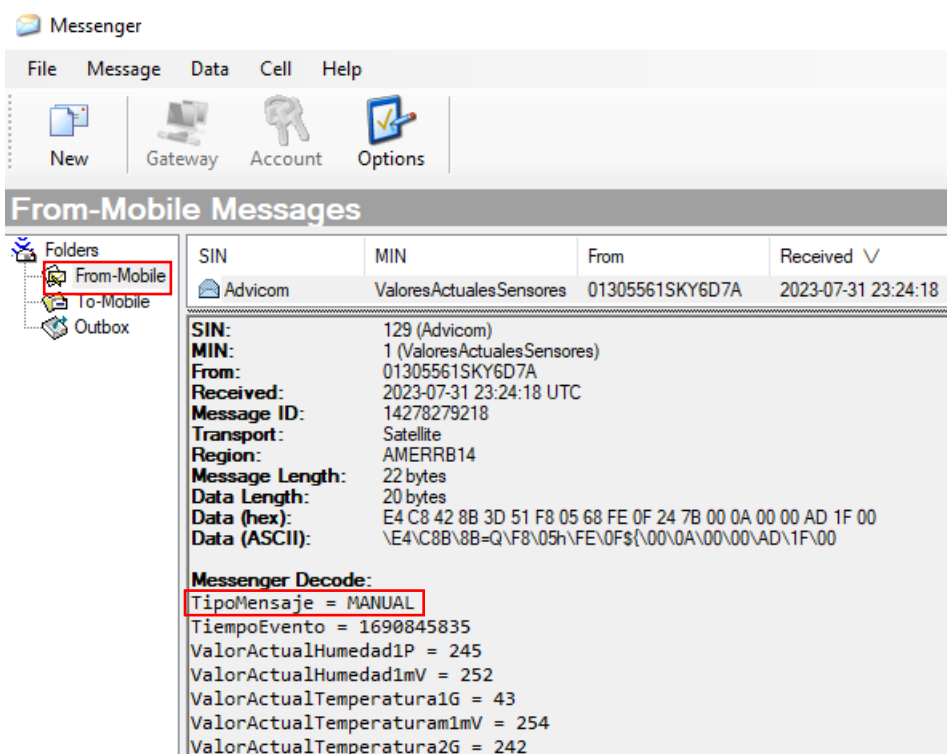 Messenger
File Message Data Cell Help
New Gateway Account Options
From-Mobile Messages
Folders
From-Mobile
To-Mobile
Outbox
SIN MIN From Received
Advicom ValoresActualesSensores 01305561SKY6D7A 2023-07-31 23:24:18
SIN: 129 (Advicom)
MIN: 1 (ValoresActualesSensores)
From: 01305561SKY6D7A
Received: 2023-07-31 23:24:18 UTC
Message ID: 14278279218
Transport: Satellite
Region: AMERRB14
Message Length: 22 bytes
Data Length: 20 bytes
Data (hex): E4 C8 42 8B 3D 51 F8 05 68 FE 0F 24 7B 00 0A 00 00 AD 1F 00
Data (ASCII): \E4\C8B\8B=Q\F8\05h\FE\0F${\00\0A\00\00\AD\1F\00
Messenger Decode:
TipoMensaje = MANUAL
TiempoEvento = 1690845835
ValorActualHumedad1P = 245
ValorActualHumedad1mV = 252
ValorActualTemperatura1G = 43
ValorActualTemperaturam1mV = 254
ValorActualTemperatura2G = 242